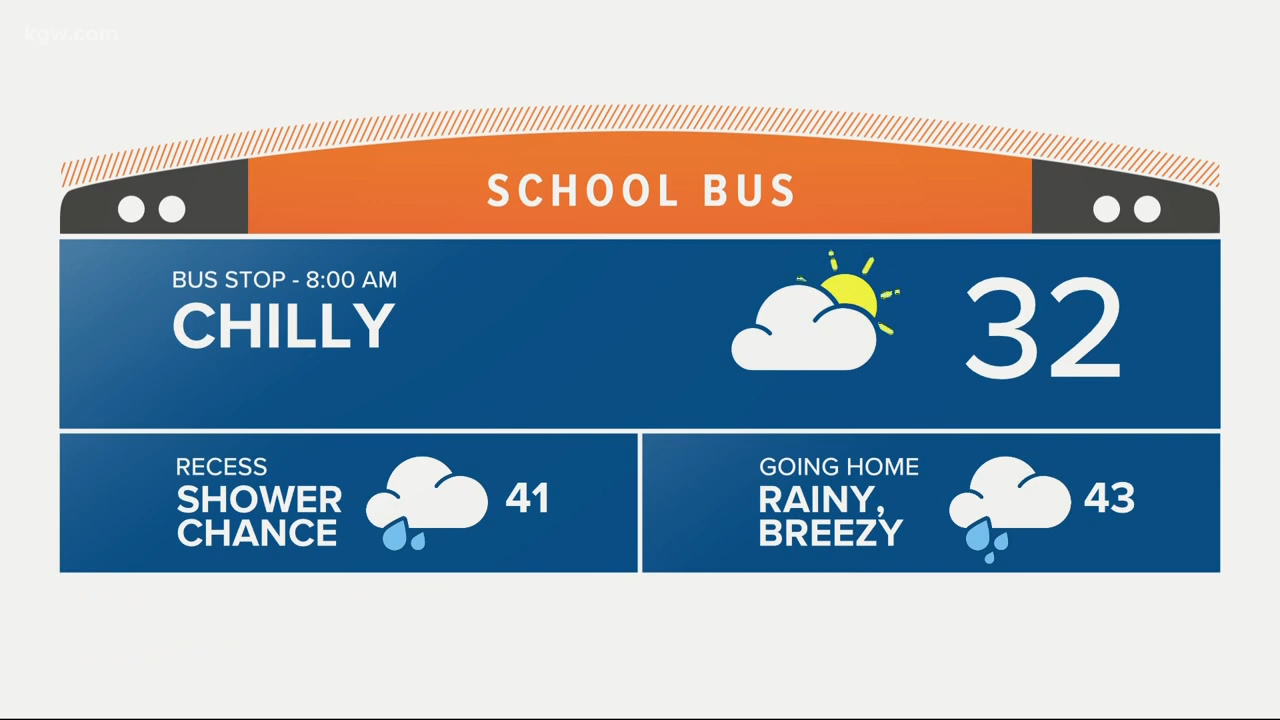 kgw.com
SCHOOL BUS
BUS STOP - 8:00 AM
CHILLY
32
RECESS
SHOWER
CHANCE
41
GOING HOME
RAINY,
BREEZY
43